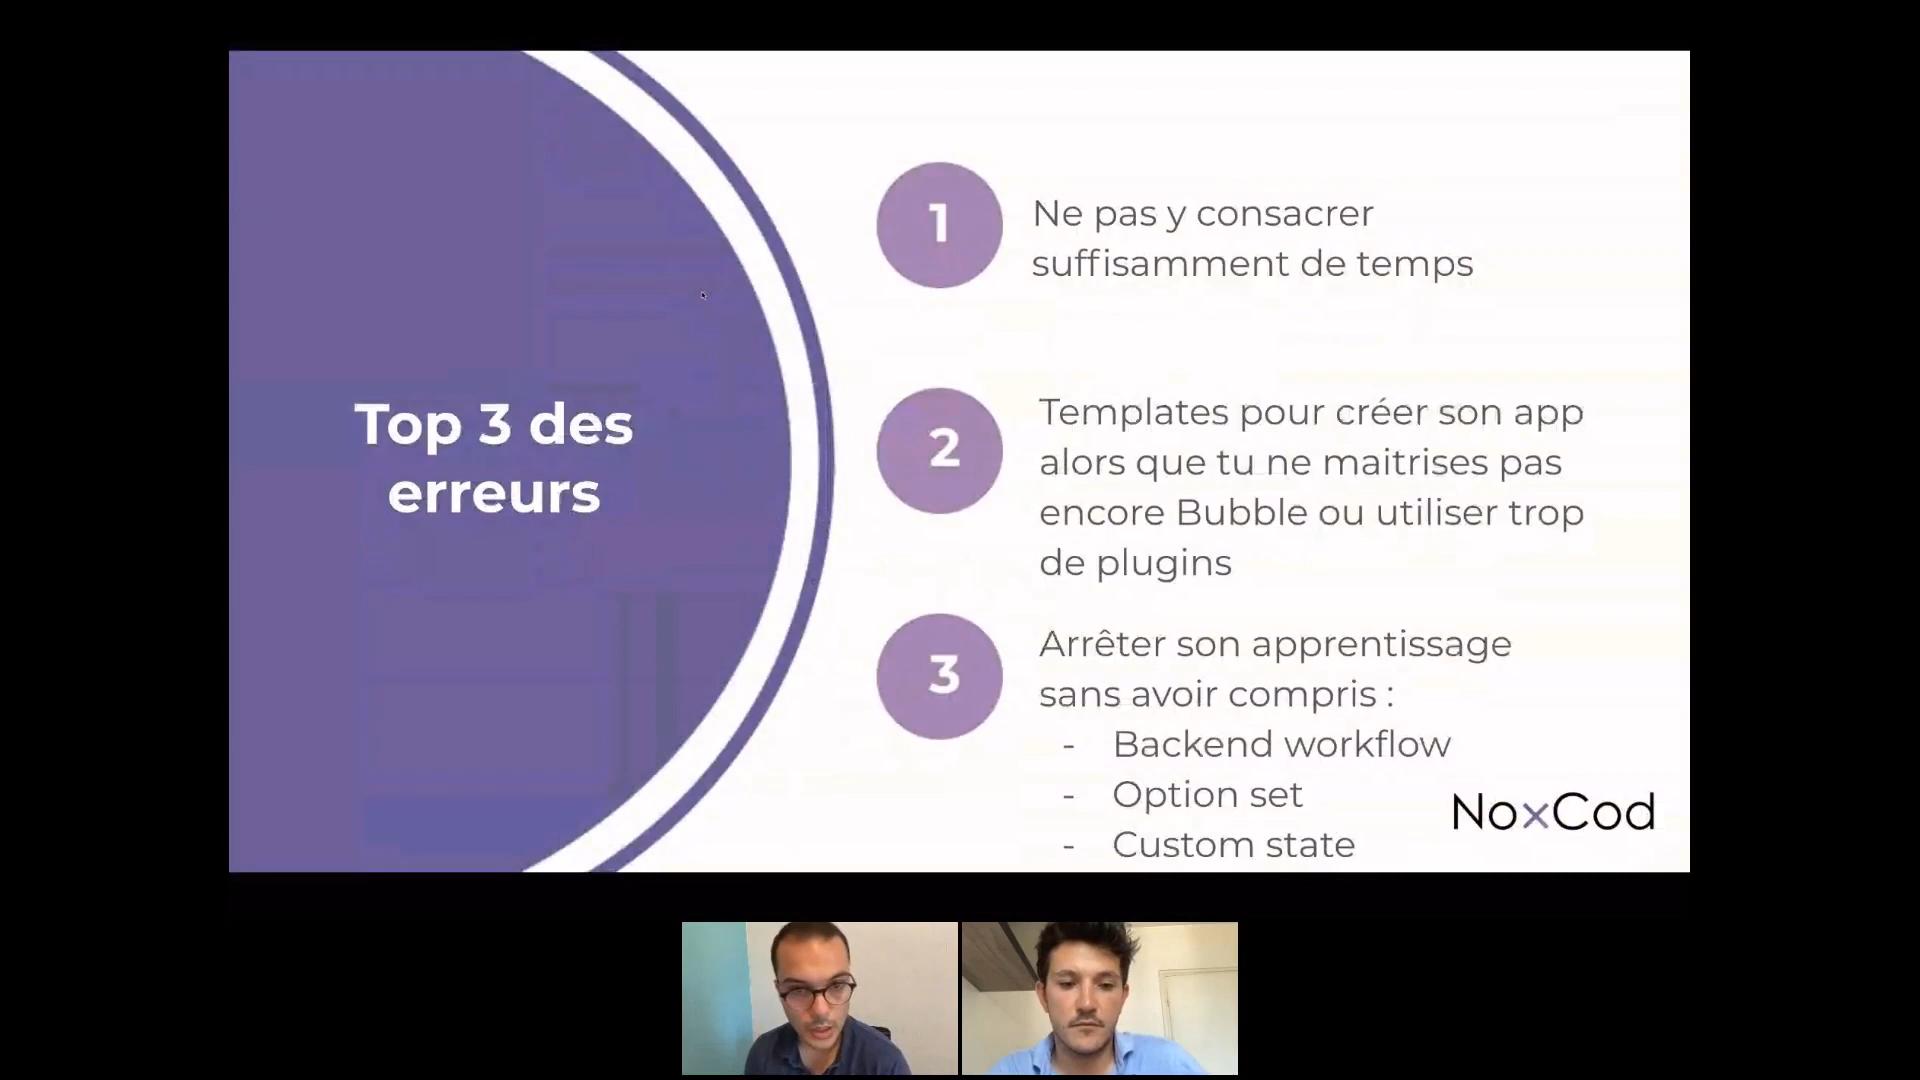 Top 3 des
erreurs
1
Ne pas y consacrer
suffisamment de temps
2
Templates pour créer son app
alors que tu ne maitrises pas
encore Bubble ou utiliser trop
de plugins
3
Arrêter son apprentissage
sans avoir compris :
- Backend workflow
- Option set
- Custom state
NoxCod